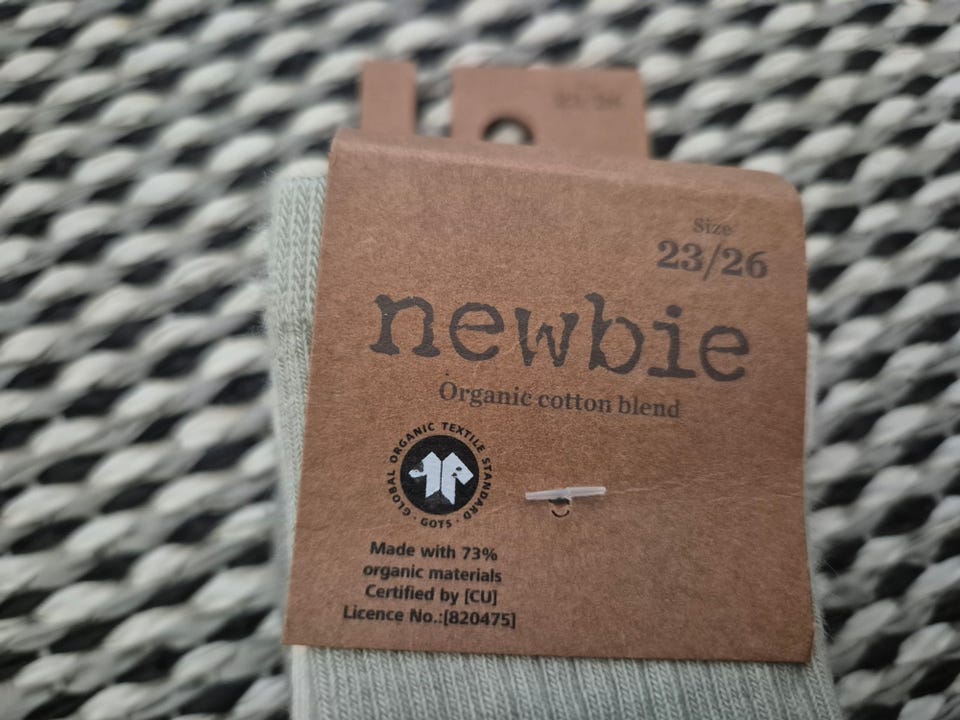 Size
23/26
newbie
Organic cotton blend
GLOBAL ORGANIC TEXTILE STANDARD
· GOTS ·
Made with 73%
organic materials
Certified by [CU]
Licence No.:[820475]